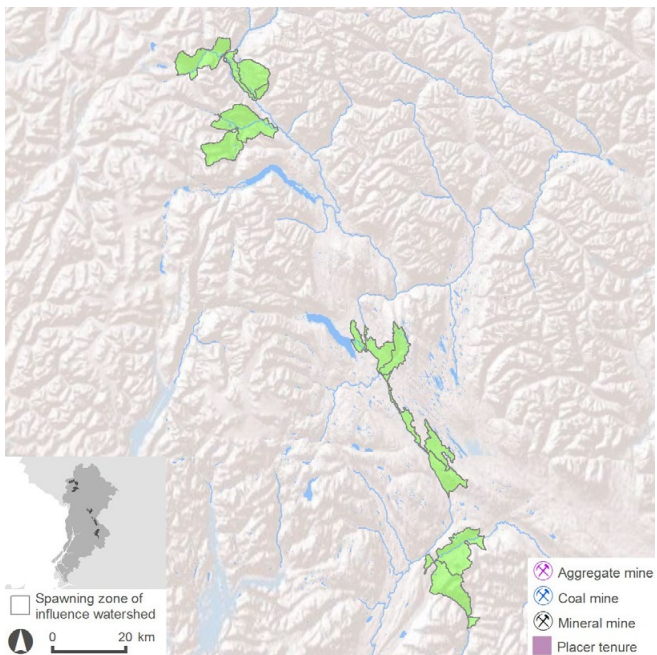 Spawning zone of
influence watershed
0 20 km
Aggregate mine
Coal mine
Mineral mine
Placer tenure